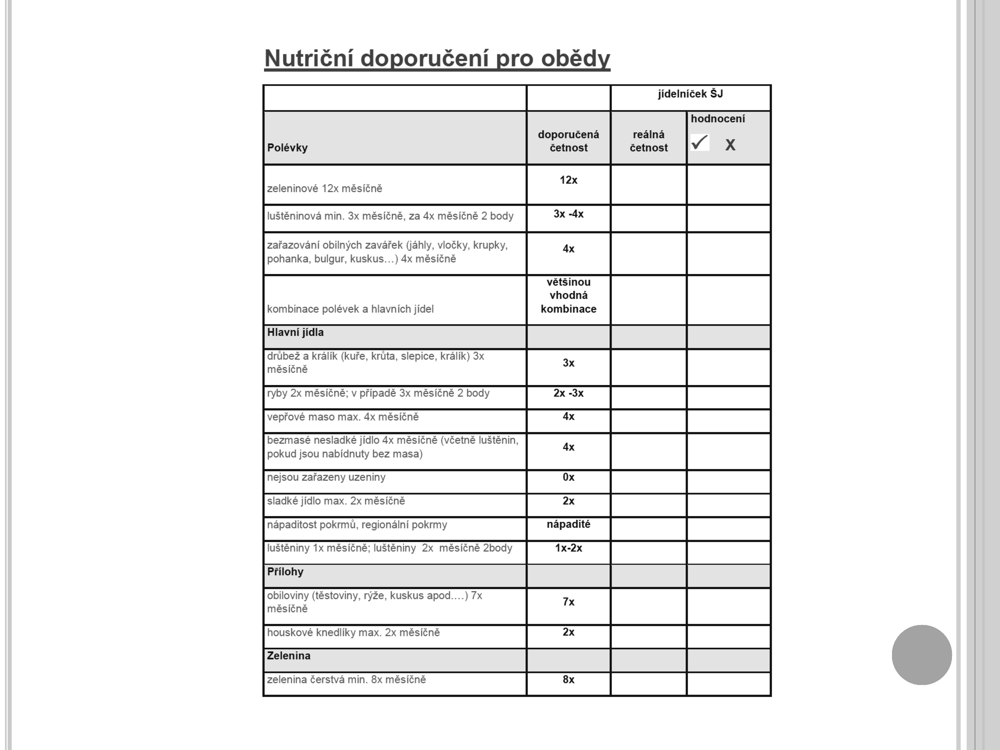 Nutriční doporučení pro obědy
jídelníček ŠJ
Polévky
doporučená
četnost
reálná
četnost
hodnocení
✓ X
zeleninové 12x měsíčně
12x
luštěninová min. 3x měsíčně, za 4x měsíčně 2 body
3x -4x
zařazování obilných zavářek (jáhly, vločky, krupky,
pohanka, bulgur, kuskus…) 4x měsíčně
4x
kombinace polévek a hlavních jídel
většinou
vhodná
kombinace
Hlavní jídla
drůbež a králík (kuře, krůta, slepice, králík) 3x
měsíčně
3x
ryby 2x měsíčně; v případě 3x měsíčně 2 body
2x -3x
vepřové maso max. 4x měsíčně
4x
bezmasé nesladké jídlo 4x měsíčně (včetně luštěnin,
pokud jsou nabídnuty bez masa)
4x
nejsou zařazeny uzeniny
0x
sladké jídlo max. 2x měsíčně
2x
nápaditost pokrmů, regionální pokrmy
nápadité
luštěniny 1x měsíčně; luštěniny  2x  měsíčně 2body
1x-2x
Přílohy
obiloviny (těstoviny, rýže, kuskus apod.…) 7x
měsíčně
7x
houskové knedlíky max. 2x měsíčně
2x
Zelenina
zelenina čerstvá min. 8x měsíčně
8x